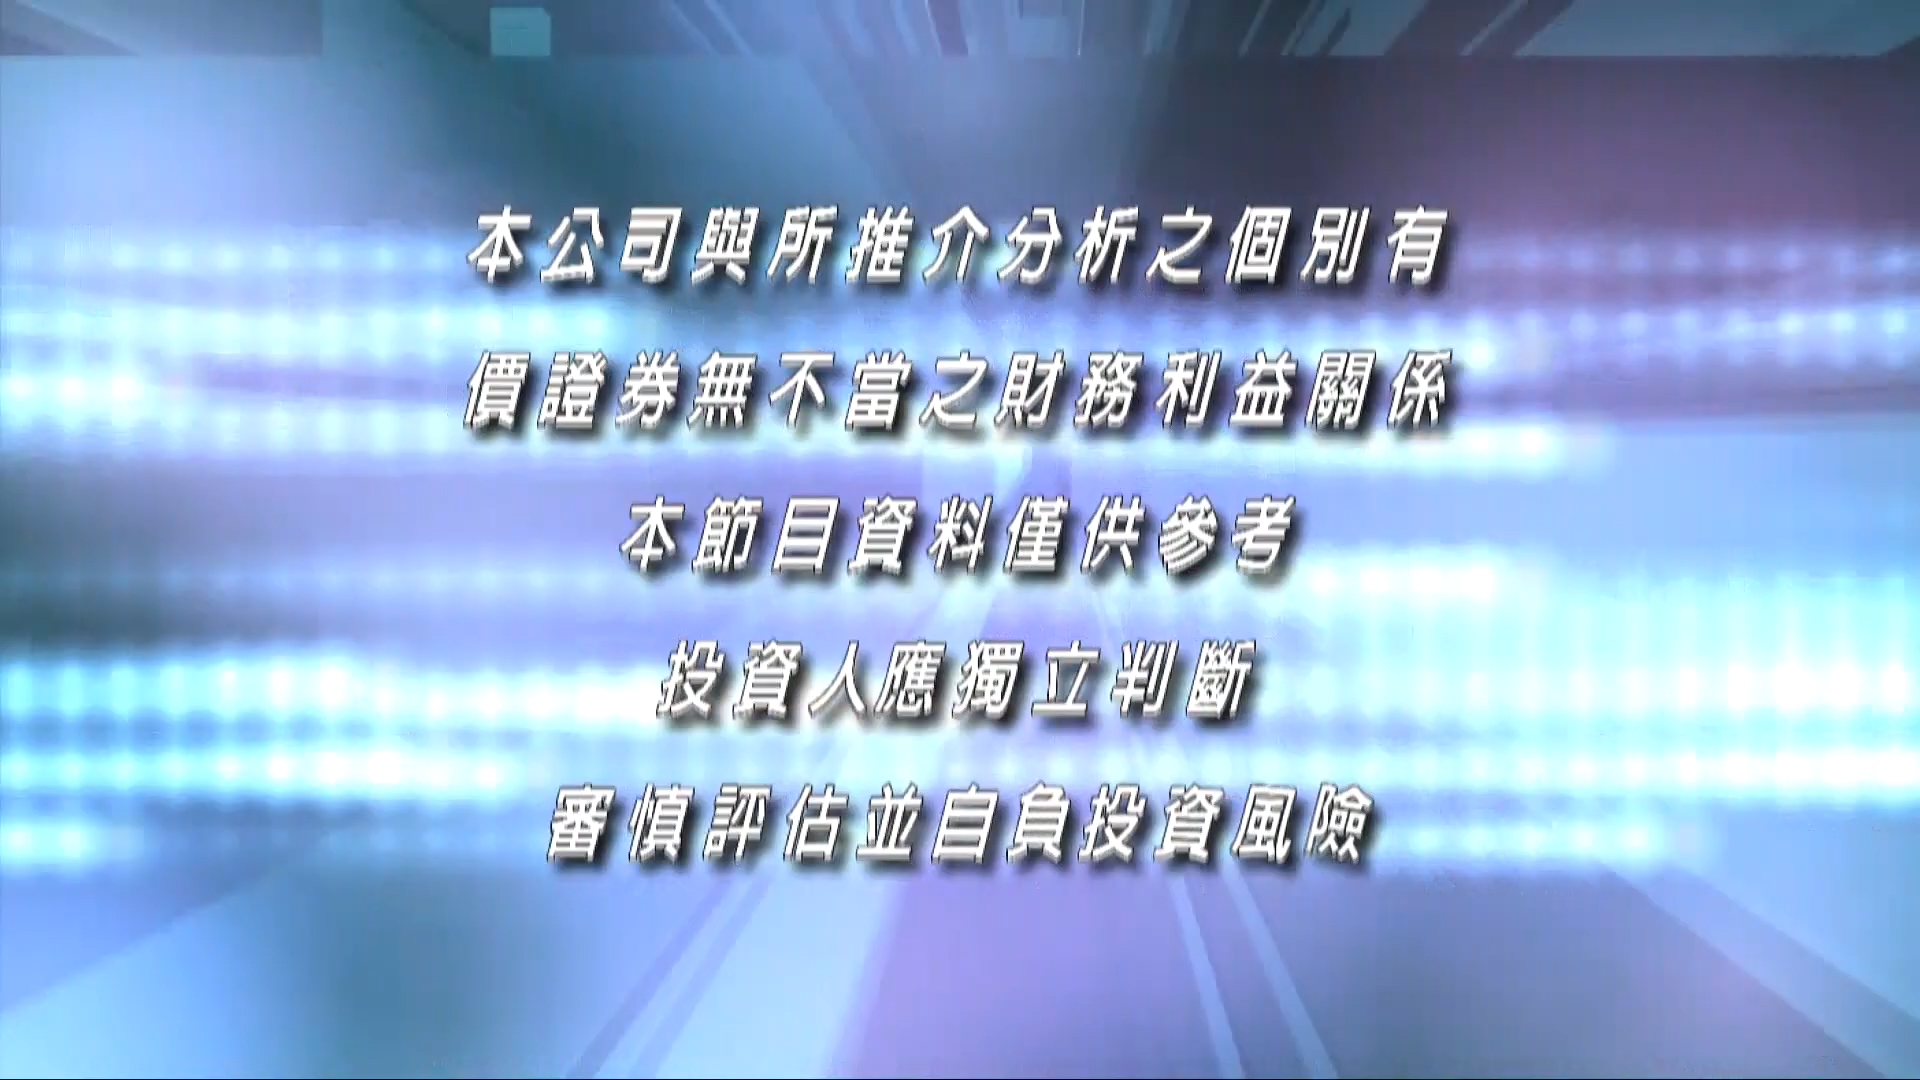 本公司與所推介分析之個別有
價證券無不當之財務利益關係
本節目資料僅供參考
投資人應獨立判斷
審慎評估並自負投資風險